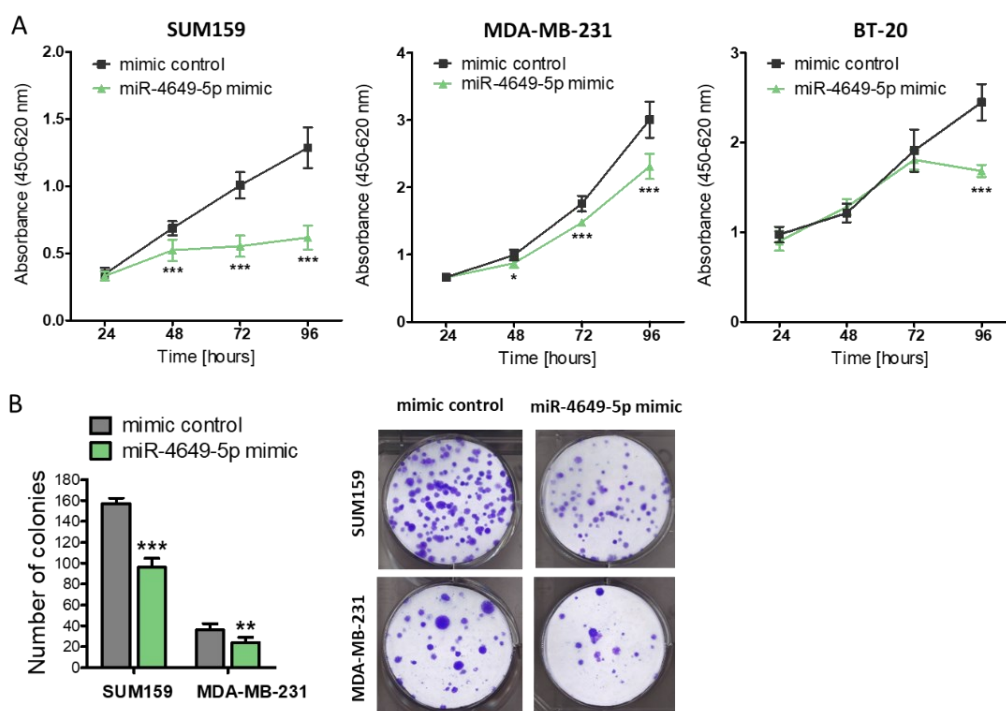 A
SUM159
mimic control
miR-4649-5p mimic
Absorbance (450-620 nm)
2.0
1.5
1.0
0.5
0.0
***
***
***
24 48 72 96
Time [hours]
MDA-MB-231
mimic control
miR-4649-5p mimic
Absorbance (450-620 nm)
4
3
2
1
0
*
***
***
24 48 72 96
Time [hours]
BT-20
mimic control
miR-4649-5p mimic
Absorbance (450-620 nm)
3
2
1
0
***
24 48 72 96
Time [hours]
B
mimic control
miR-4649-5p mimic
Number of colonies
180
160
140
120
100
80
60
40
20
0
***
**
SUM159 MDA-MB-231
mimic control miR-4649-5p mimic
SUM159
MDA-MB-231